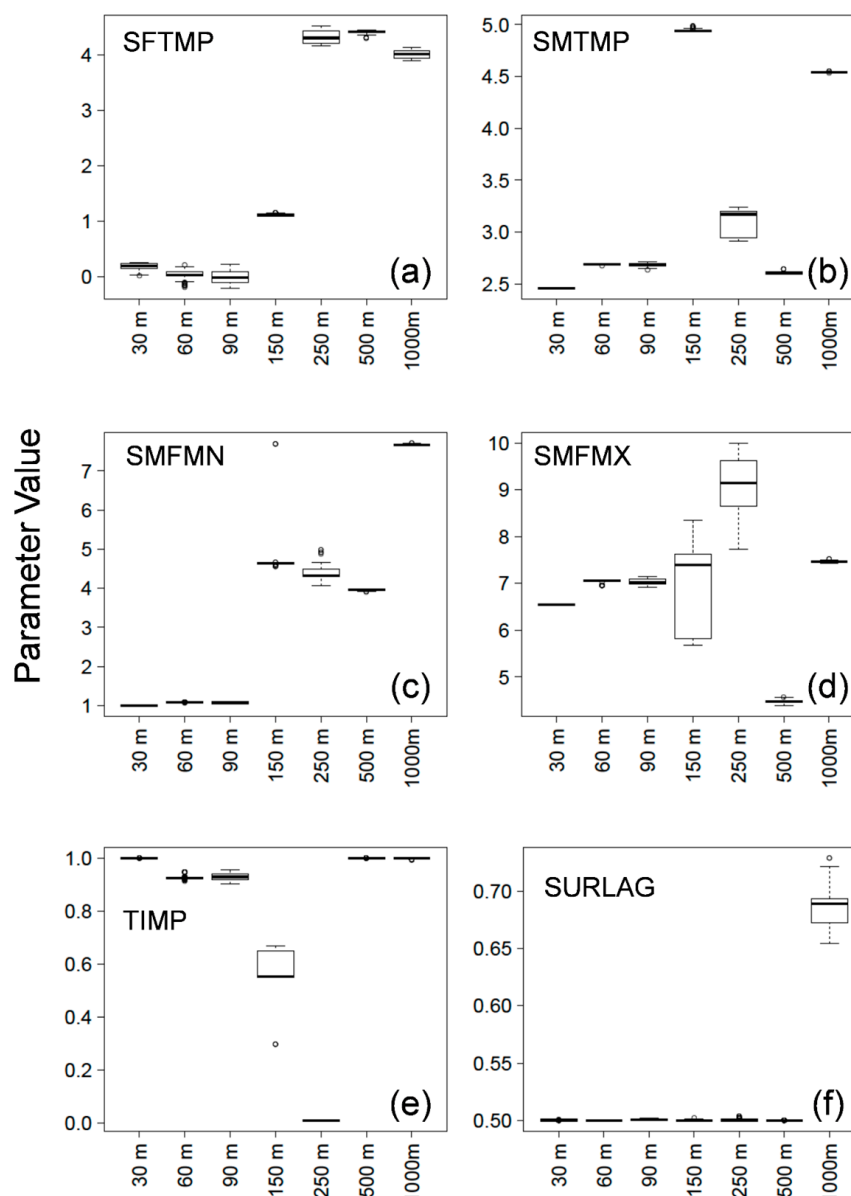 SFTMP
4
3
2
1
0
(a)
30 m
60 m
90 m
150 m
250 m
500 m
1000m
SMTMP
5.0
4.5
4.0
3.5
3.0
2.5
(b)
30 m
60 m
90 m
150 m
250 m
500 m
1000m
Parameter Value
SMFMN
7
6
5
4
3
2
1
(c)
30 m
60 m
90 m
150 m
250 m
500 m
1000m
SMFMX
10
9
8
7
6
5
(d)
30 m
60 m
90 m
150 m
250 m
500 m
1000m
TIMP
1.0
0.8
0.6
0.4
0.2
0.0
(e)
30 m
60 m
90 m
150 m
250 m
500 m
1000m
SURLAG
0.70
0.65
0.60
0.55
0.50
(f)
30 m
60 m
90 m
150 m
250 m
500 m
1000m